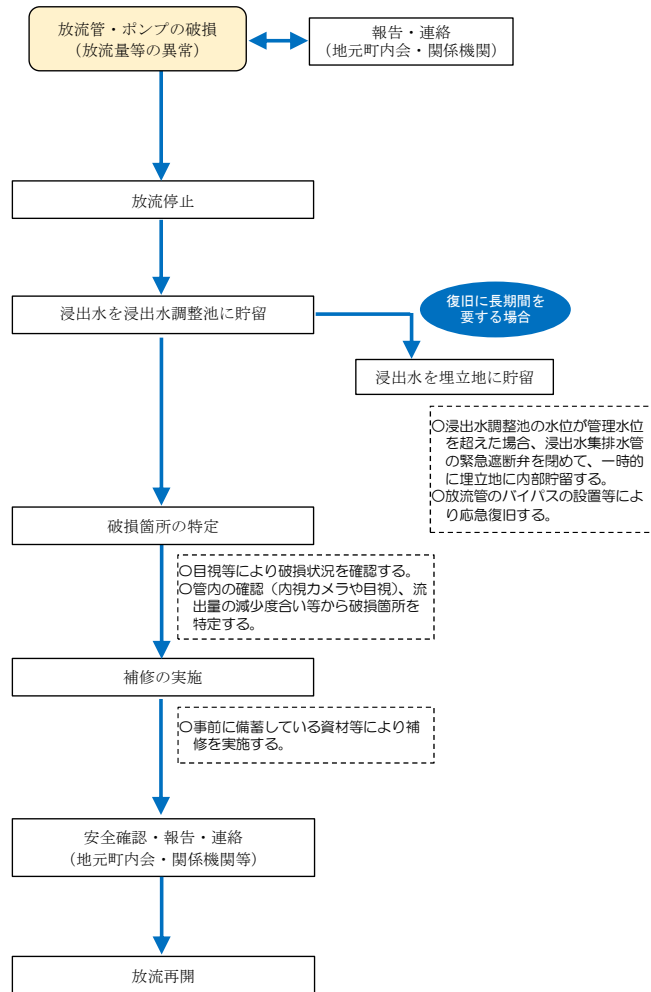 放流管・ポンプの破損
（放流量等の異常）
報告・連絡
（地元町内会・関係機関）
放流停止
浸出水を浸出水調整池に貯留
復旧に長期間を
要する場合
浸出水を埋立地に貯留
○浸出水調整池の水位が管理水位
を超えた場合、浸出水集排水管
の緊急遮断弁を閉めて、一時的
に埋立地に内部貯留する。
○放流管のバイパスの設置等によ
り応急復旧する。
破損箇所の特定
○目視等により破損状況を確認する。
○管内の確認（内視カメラや目視）、流
出量の減少度合い等から破損箇所を
特定する。
補修の実施
○事前に備蓄している資材等により補
修を実施する。
安全確認・報告・連絡
（地元町内会・関係機関等）
放流再開